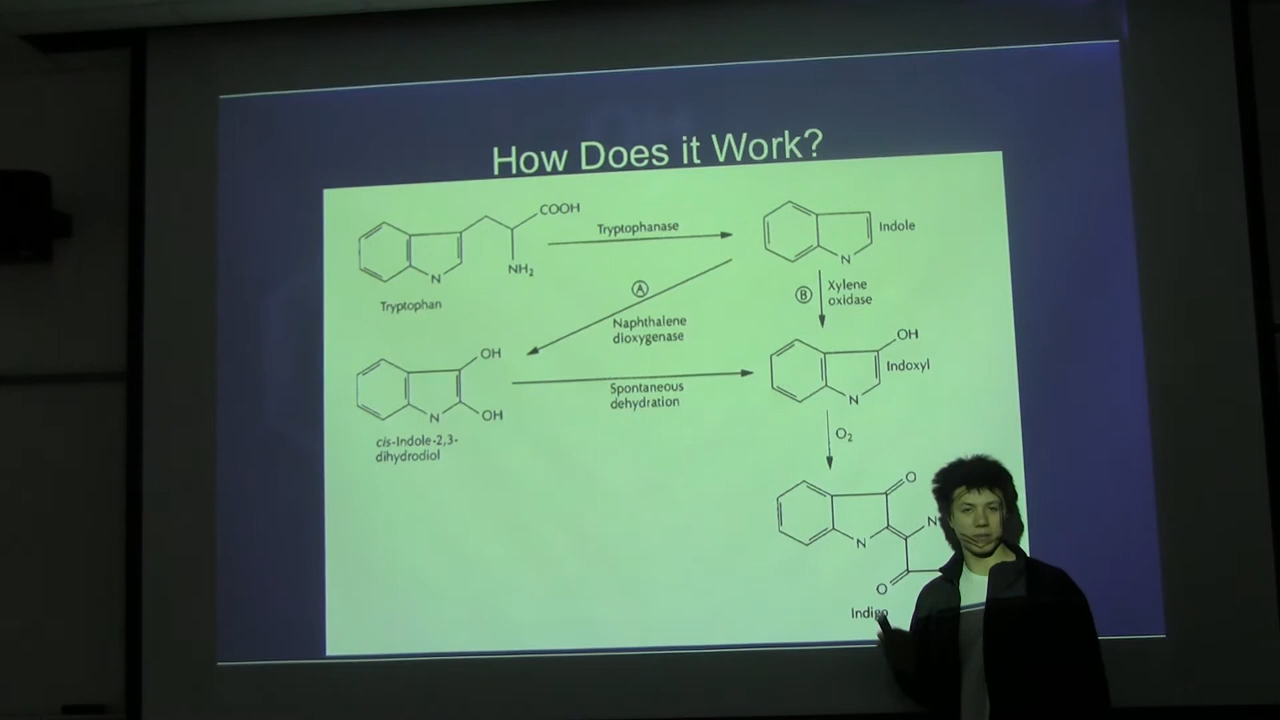 How Does it Work?
COOH
NH₂
N
Tryptophan
Tryptophanase
Indole
N
A
Naphthalene
dioxygenase
B
Xylene
oxidase
OH
OH
N
cis-Indole-2,3-
dihydrodiol
Spontaneous
dehydration
OH
Indoxyl
N
O₂
O
N
N
O
Indigo